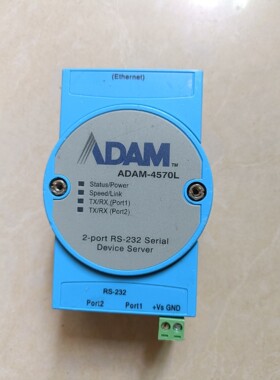 (Ethernet)
ADAM™
ADAM-4570L
Status/Power
Speed/Link
TX/RX (Port1)
TX/RX (Port2)
2-port RS-232 Serial
Device Server
RS-232
Port2 Port1 +Vs GND